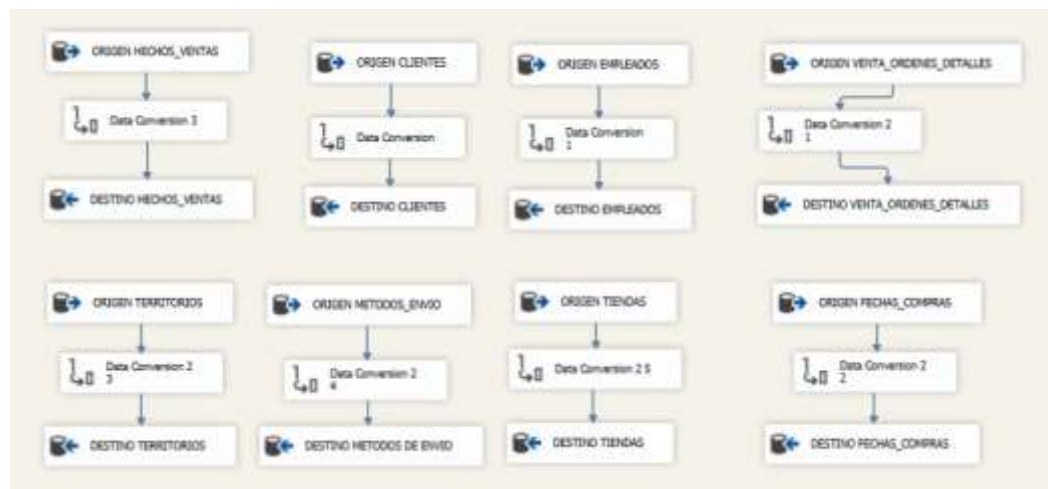 ORIGEN HECHOS_VENTAS
Data Conversion 3
DESTINO HECHOS_VENTAS
ORIGEN CLIENTES
Data Conversion
DESTINO CLIENTES
ORIGEN EMPLEADOS
Data Conversion
1
DESTINO EMPLEADOS
ORIGEN VENTA_ORDENES_DETALLES
Data Conversion 2
1
DESTINO VENTA_ORDENES_DETALLES
ORIGEN TERRITORIOS
Data Conversion 2
3
DESTINO TERRITORIOS
ORIGEN METODOS_ENVIO
Data Conversion 2
4
DESTINO METODOS DE ENVIO
ORIGEN TIENDAS
Data Conversion 2 5
DESTINO TIENDAS
ORIGEN FECHAS_COMPRAS
Data Conversion 2
2
DESTINO FECHAS_COMPRAS